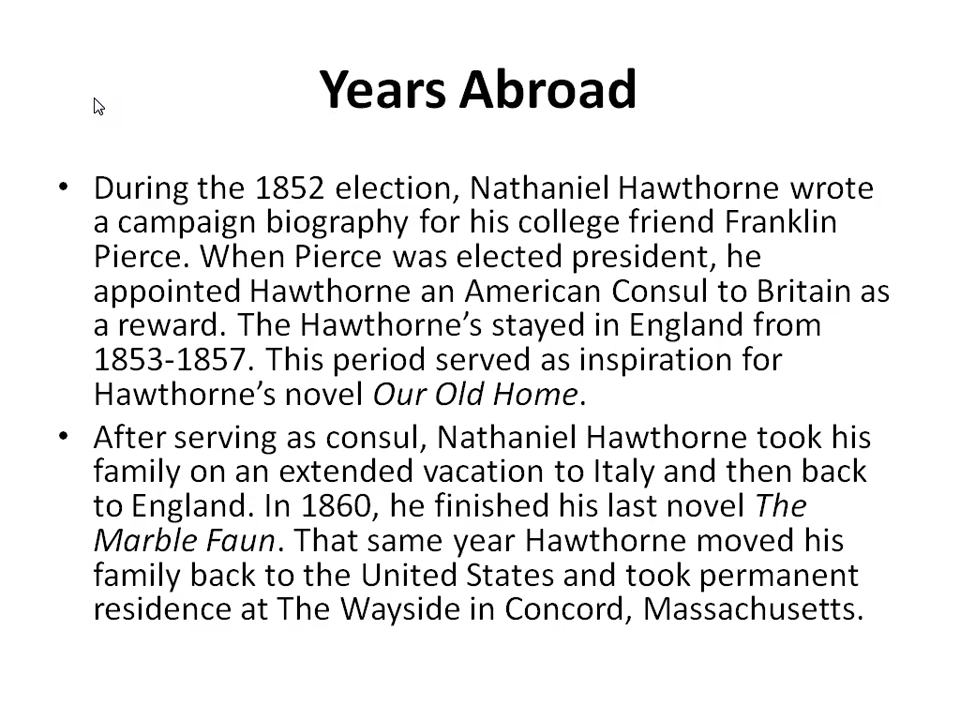 Years Abroad
• During the 1852 election, Nathaniel Hawthorne wrote
a campaign biography for his college friend Franklin
Pierce. When Pierce was elected president, he
appointed Hawthorne an American Consul to Britain as
a reward. The Hawthorne’s stayed in England from
1853-1857. This period served as inspiration for
Hawthorne’s novel Our Old Home.
• After serving as consul, Nathaniel Hawthorne took his
family on an extended vacation to Italy and then back
to England. In 1860, he finished his last novel The
Marble Faun. That same year Hawthorne moved his
family back to the United States and took permanent
residence at The Wayside in Concord, Massachusetts.